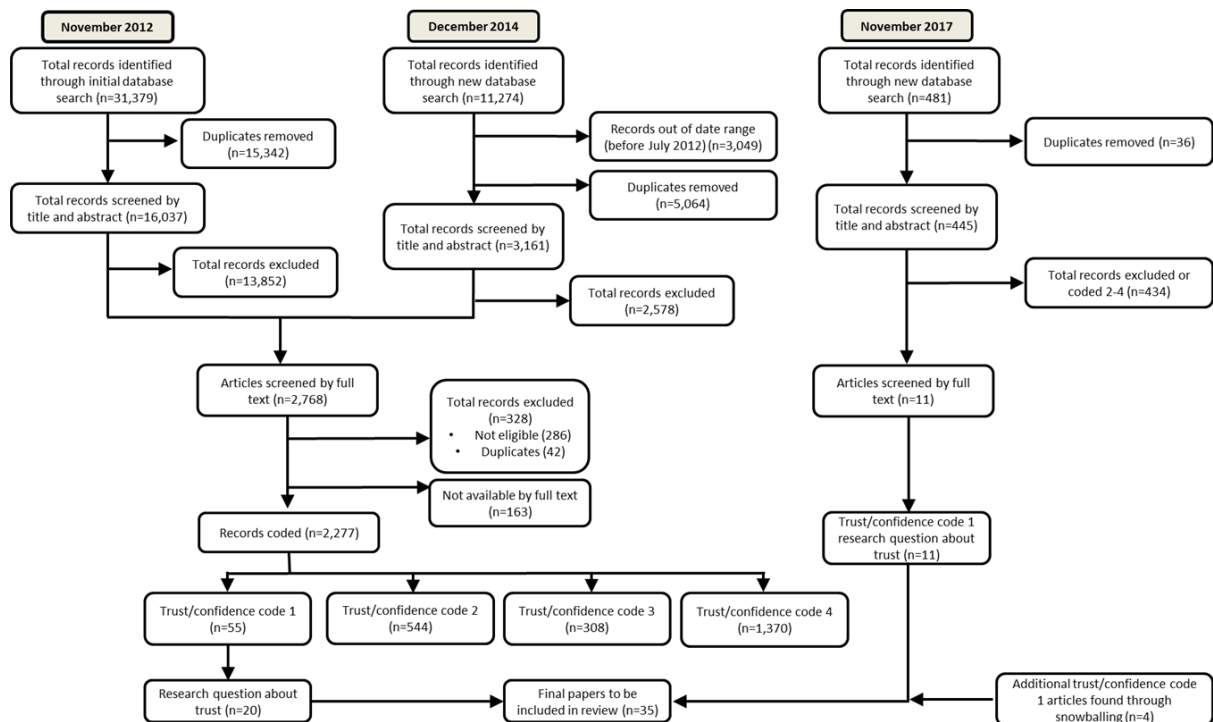 November 2012
Total records identified
through initial database
search (n=31,379)
Duplicates removed
(n=15,342)
Total records screened by
title and abstract (n=16,037)
Total records excluded
(n=13,852)
December 2014
Total records identified
through new database
search (n=11,274)
Records out of date range
(before July 2012) (n=3,049)
Duplicates removed
(n=5,064)
Total records screened by
title and abstract (n=3,161)
Total records excluded
(n=2,578)
Articles screened by full
text (n=2,768)
Total records excluded
(n=328)
• Not eligible (286)
• Duplicates (42)
Not available by full text
(n=163)
Records coded (n=2,277)
Trust/confidence code 1
(n=55)
Trust/confidence code 2
(n=544)
Trust/confidence code 3
(n=308)
Trust/confidence code 4
(n=1,370)
Research question about
trust (n=20)
Final papers to be
included in review (n=35)
November 2017
Total records identified
through new database
search (n=481)
Duplicates removed (n=36)
Total records screened by
title and abstract (n=445)
Total records excluded or
coded 2-4 (n=434)
Articles screened by full
text (n=11)
Trust/confidence code 1
research question about
trust (n=11)
Additional trust/confidence code
1 articles found through
snowballing (n=4)